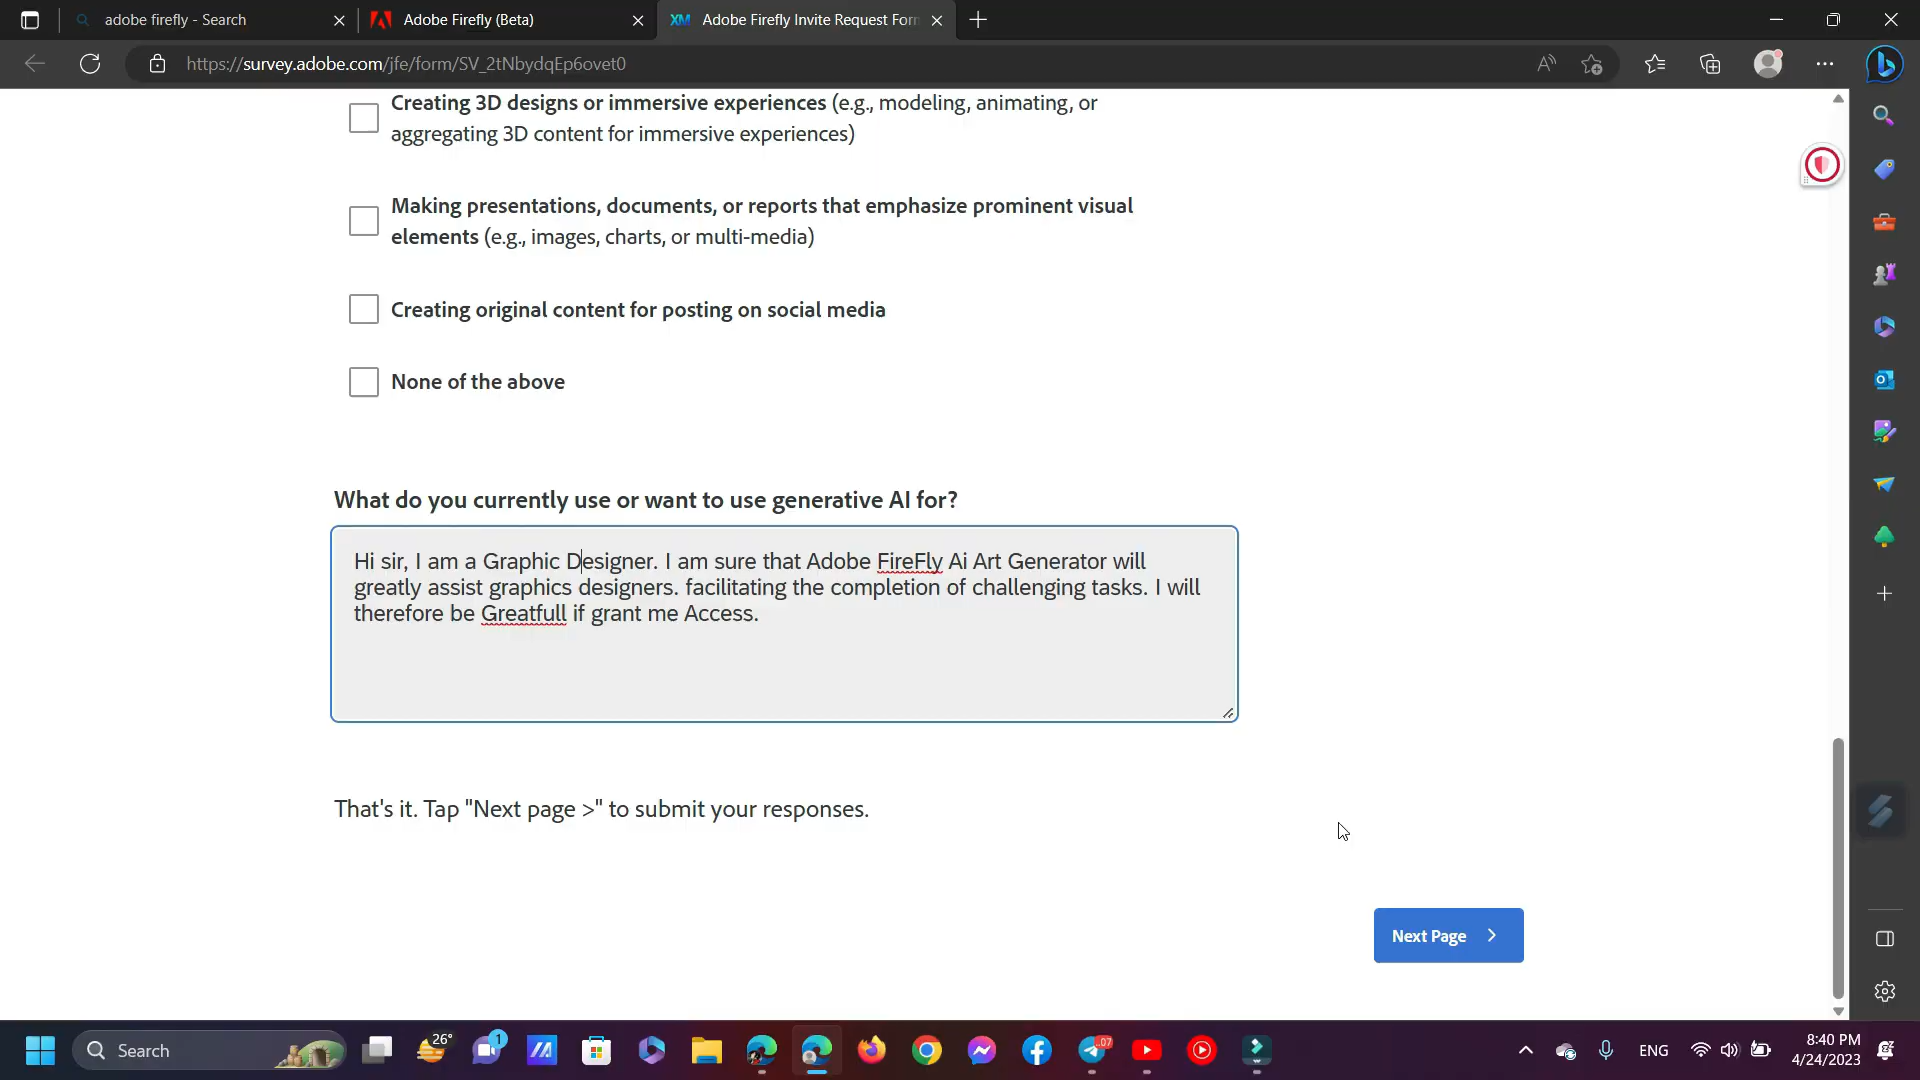 adobe firefly - Search
Adobe Firefly (Beta)
Adobe Firefly Invite Request For
https://survey.adobe.com/jfe/form/SV_2tNbydqEp6ovet0
Creating 3D designs or immersive experiences (e.g., modeling, animating, or
aggregating 3D content for immersive experiences)
Making presentations, documents, or reports that emphasize prominent visual
elements (e.g., images, charts, or multi-media)
Creating original content for posting on social media
None of the above
What do you currently use or want to use generative AI for?
Hi sir, I am a Graphic Designer. I am sure that Adobe FireFly Ai Art Generator will
greatly assist graphics designers. facilitating the completion of challenging tasks. I will
therefore be Greatfull if grant me Access.
That's it. Tap "Next page >" to submit your responses.
Next Page
Search
26°
1
.07
ENG
8:40 PM
4/24/2023